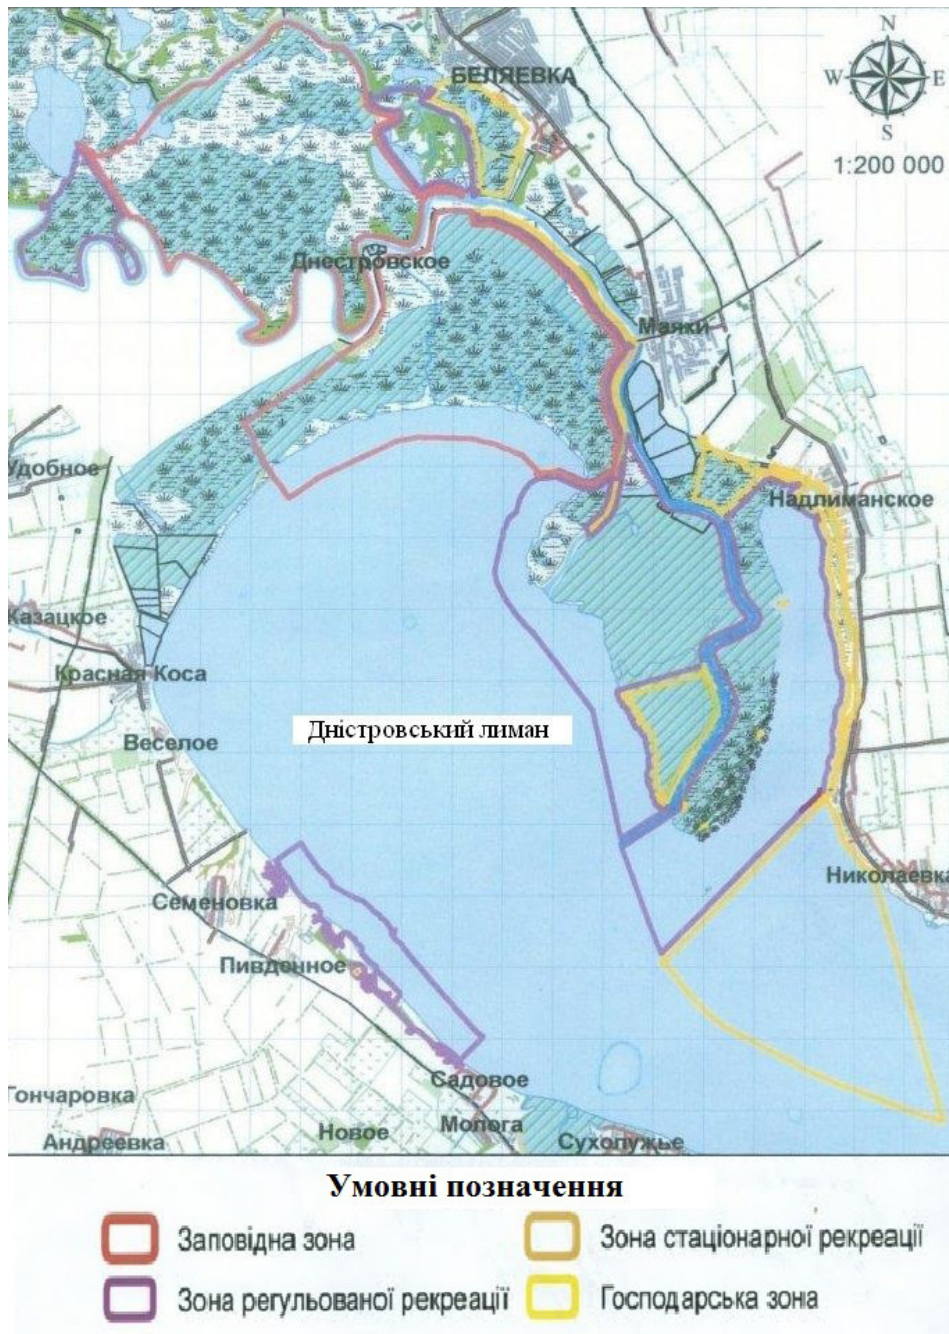 N
БЕЛЯЕВКА
W E
S
1:200 000
Днестровское
Маяки
Удобное
Надлиманское
Казацкое
Красная Коса
Дністровський лиман
Веселое
Николаевка
Семеновка
Пивденное
Садовое
Гончаровка
Молога
Новое
Андреевка
Сухолужье
Умовні позначення
Заповідна зона
Зона стаціонарної рекреації
Зона регульованої рекреації
Господарська зона